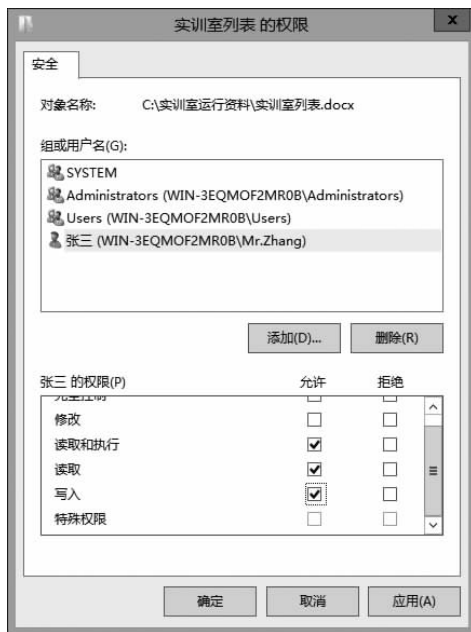 实训室列表 的权限
x
安全
对象名称: C:\实训室运行资料\实训室列表.docx
组或用户名(G):
SYSTEM
Administrators (WIN-3EQMOF2MR0B\Administrators)
Users (WIN-3EQMOF2MR0B\Users)
张三 (WIN-3EQMOF2MR0B\Mr.Zhang)
添加(D)... 删除(R)
张三 的权限(P) 允许 拒绝
完全控制
修改
读取和执行
读取
写入
特殊权限
确定 取消 应用(A)